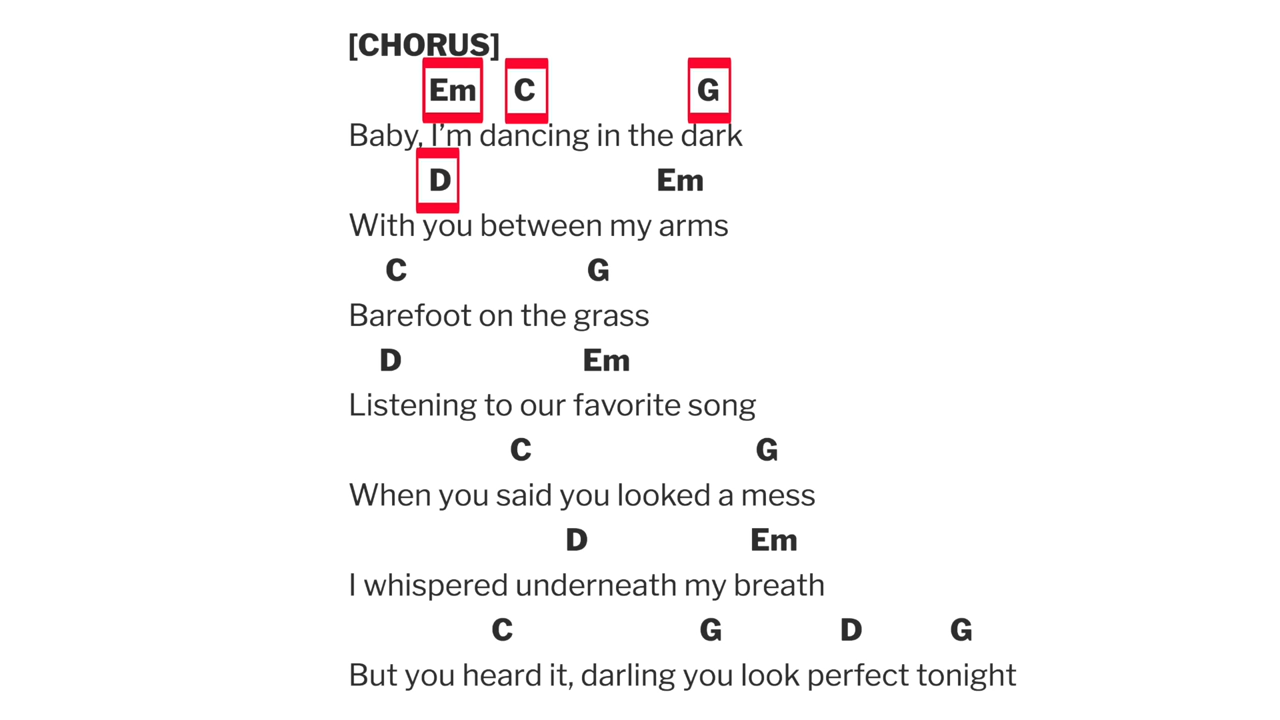 [CHORUS]
Em C G
Baby, I’m dancing in the dark
D Em
With you between my arms
C G
Barefoot on the grass
D Em
Listening to our favorite song
C G
When you said you looked a mess
D Em
I whispered underneath my breath
C G D G
But you heard it, darling you look perfect tonight